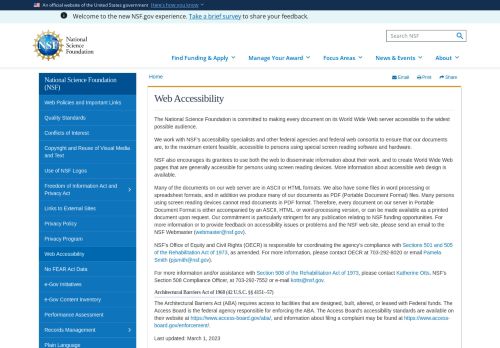 An official website of the United States government Here's how you know
Welcome to the new NSF.gov experience. Take a brief survey to share your feedback.
NSF
National
Science
Foundation
Search NSF
Find Funding & Apply
Manage Your Award
Focus Areas
News & Events
About
National Science Foundation
(NSF)
Web Policies and Important Links
Quality Standards
Conflicts of Interest
Copyright and Reuse of Visual Media
and Text
Use of NSF Logos
Freedom of Information Act and
Privacy Act
Links to External Sites
Privacy Policy
Privacy Program
Web Accessibility
No FEAR Act Data
e-Gov Initiatives
e-Gov Content Inventory
Performance Assessment
Records Management
Plain Language
Home
Email
Print
Share
Web Accessibility
The National Science Foundation is committed to making every document on its World Wide Web server accessible to the widest
possible audience.
We work with NSF's accessibility specialists and other federal agencies and federal web consortia to ensure that our documents
are, to the maximum extent feasible, accessible to persons using special screen reading software and hardware.
NSF also encourages its grantees to use both the web to disseminate information about their work, and to create World Wide Web
pages that are generally accessible for persons using screen reading devices. More information about accessible web design is
available.
Many of the documents on our web server are in ASCII or HTML formats. We also have some files in word processing or
spreadsheet formats, and in addition we produce many of our documents as PDF (Portable Document Format) files. Many persons
using screen reading devices cannot read documents in PDF format. Therefore, every document on our server in Portable
Document Format is either accompanied by an ASCII, HTML, or word-processing version, or can be made available as a printed
document upon request. Our commitment is particularly stringent for any publication relating to NSF funding opportunities. For
more information or to provide feedback on accessibility issues or problems and the NSF web site, please send an email to the
NSF Webmaster (webmaster@nsf.gov).
NSF's Office of Equity and Civil Rights (OECR) is responsible for coordinating the agency's compliance with Sections 501 and 505
of the Rehabilitation Act of 1973, as amended. For more information, please contact OECR at 703-292-8020 or email Pamela
Smith (pjsmith@nsf.gov).
For more information and/or assistance with Section 508 of the Rehabilitation Act of 1973, please contact Katherine Otts, NSF's
Section 508 Compliance Officer, at 703-292-7552 or e-mail kotts@nsf.gov.
Architectural Barriers Act of 1968 (42 U.S.C. §§ 4151–57)
The Architectural Barriers Act (ABA) requires access to facilities that are designed, built, altered, or leased with Federal funds. The
Access Board is the federal agency responsible for enforcing the ABA. The Access Board's accessibility standards are available on
their website at https://www.access-board.gov/aba/, and information about filing a complaint may be found at https://www.access-
board.gov/enforcement/.
Last updated: March 1, 2023